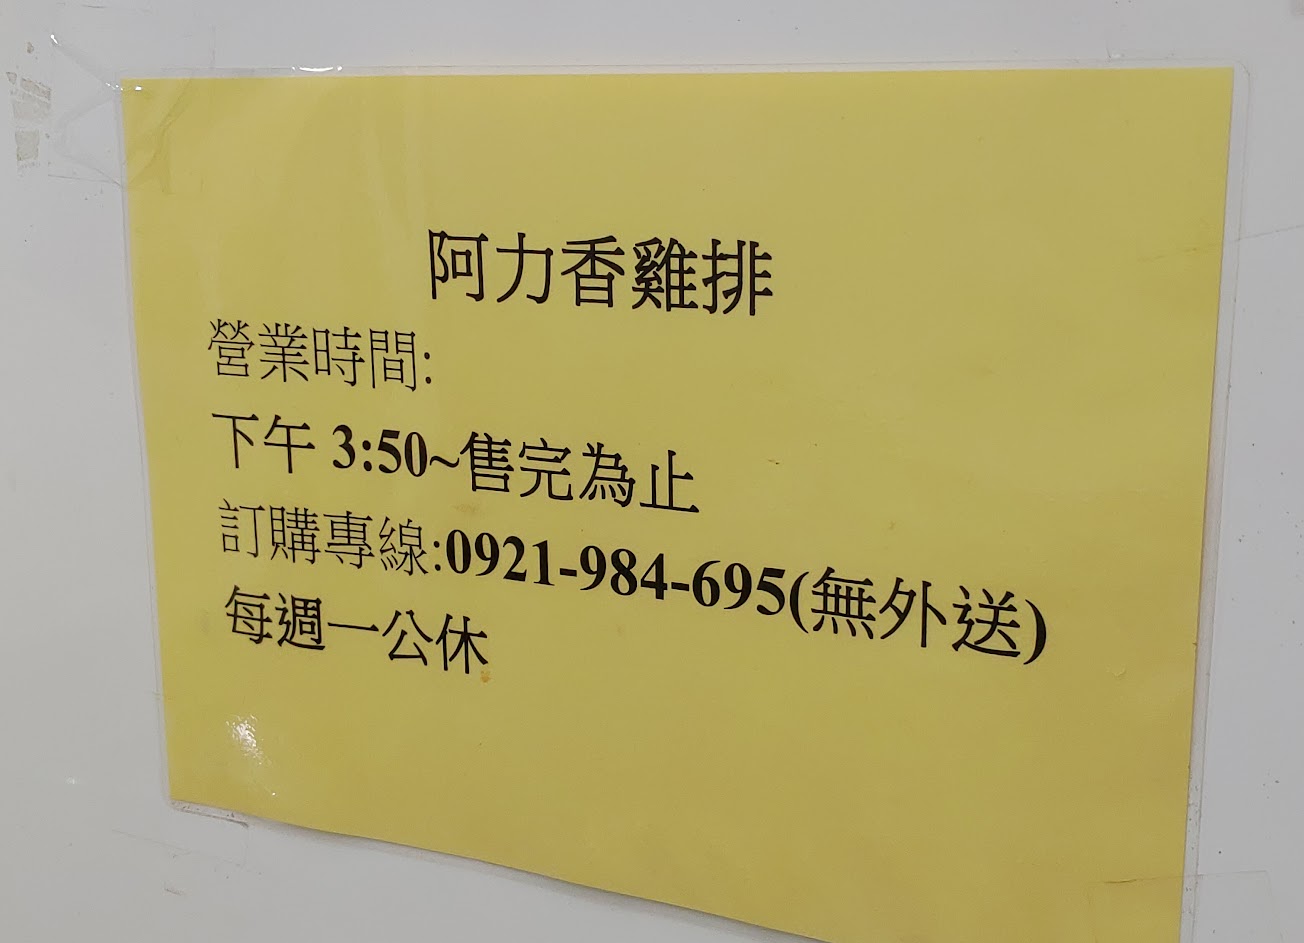 阿力香雞排
營業時間:
下午 3:50~售完為止
訂購專線:0921-984-695(無外送)
每週一公休